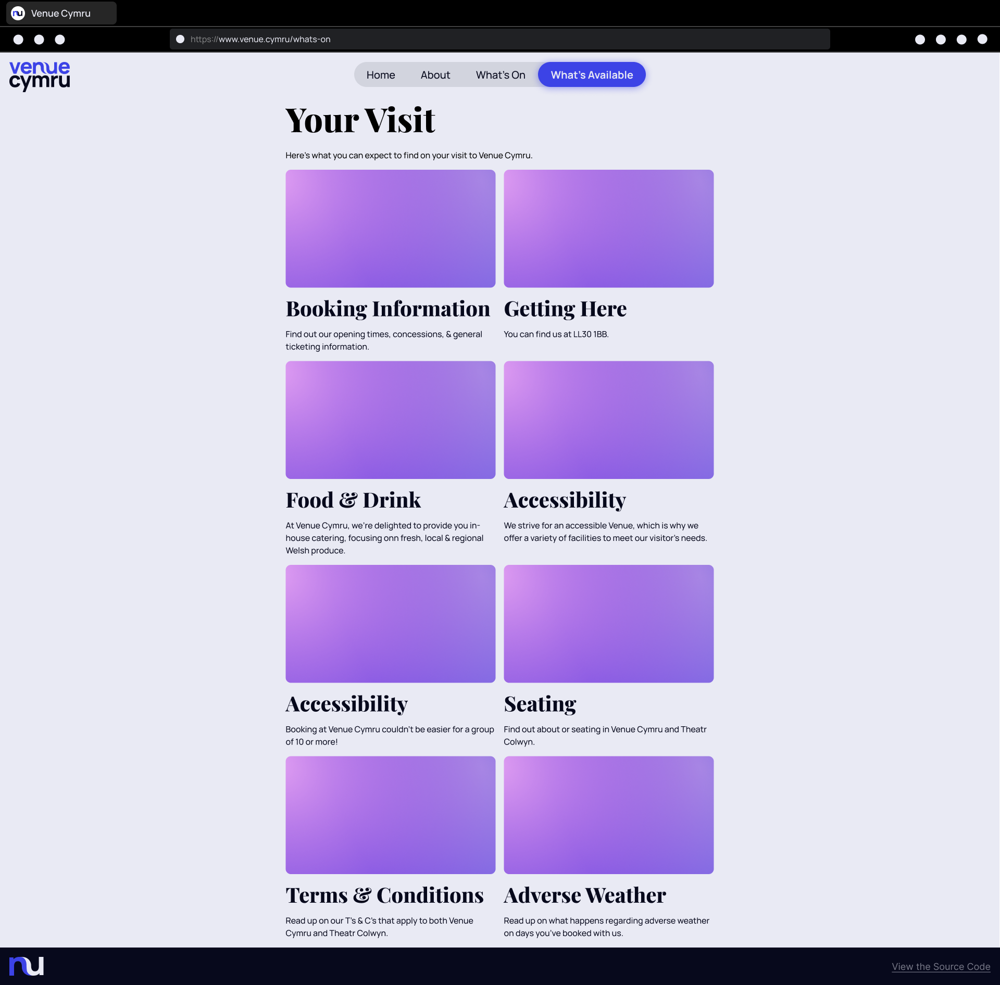 nu
Venue Cymru
https://www.venue.cymru/whats-on
venue
cymru
Home
About
What's On
What's Available
Your Visit
Here's what you can expect to find on your visit to Venue Cymru.
Booking Information
Find out our opening times, concessions, & general
ticketing information.
Getting Here
You can find us at LL30 1BB.
Food & Drink
At Venue Cymru, we're delighted to provide you in-
house catering, focusing onn fresh, local & regional
Welsh produce.
Accessibility
We strive for an accessible Venue, which is why we
offer a variety of facilities to meet our visitor's needs.
Accessibility
Booking at Venue Cymru couldn't be easier for a group
of 10 or more!
Seating
Find out about or seating in Venue Cymru and Theatr
Colwyn.
Terms & Conditions
Read up on our T's & C's that apply to both Venue
Cymru and Theatr Colwyn.
Adverse Weather
Read up on what happens regarding adverse weather
on days you've booked with us.
nu
View the Source Code